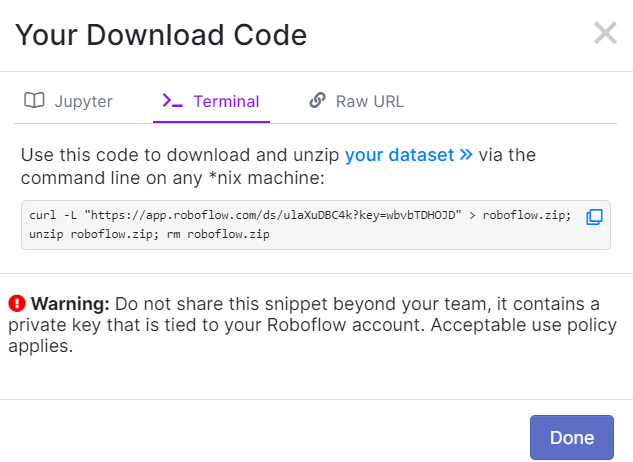 Your Download Code
Jupyter
Terminal
Raw URL
Use this code to download and unzip your dataset » via the
command line on any *nix machine:
curl -L "https://app.roboflow.com/ds/ulaXuDBC4k?key=wbvbTDHOJD" > roboflow.zip;
unzip roboflow.zip; rm roboflow.zip
Warning: Do not share this snippet beyond your team, it contains a
private key that is tied to your Roboflow account. Acceptable use policy
applies.
Done